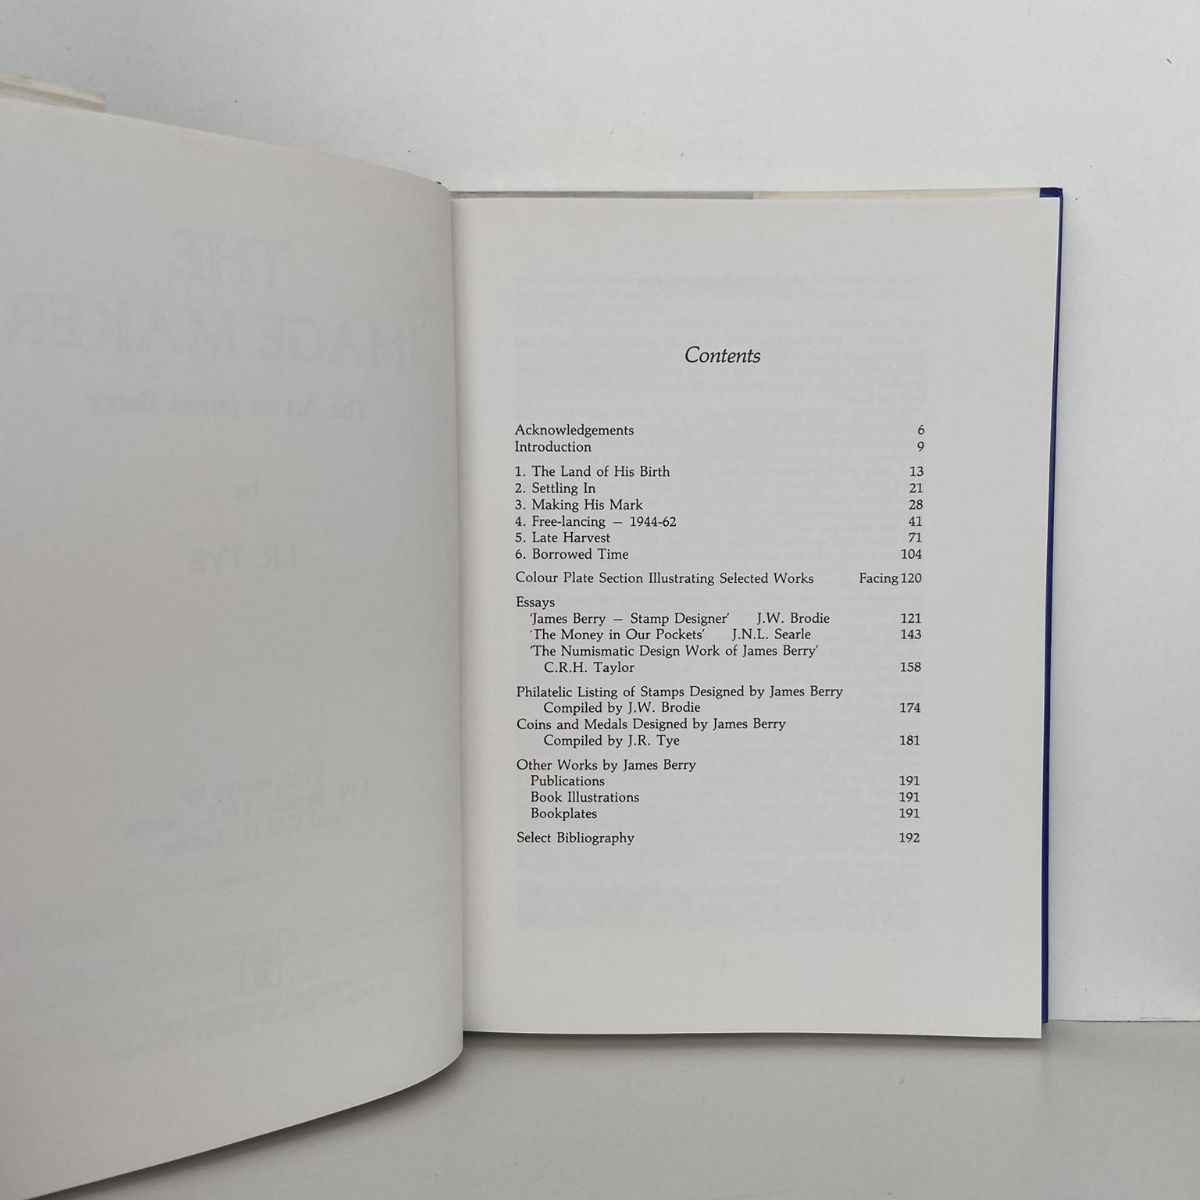 Contents
Acknowledgements 6
Introduction 9
1. The Land of His Birth 13
2. Settling In 21
3. Making His Mark 28
4. Free-lancing — 1944-62 41
5. Late Harvest 71
6. Borrowed Time 104
Colour Plate Section Illustrating Selected Works Facing 120
Essays
'James Berry — Stamp Designer' J.W. Brodie 121
'The Money in Our Pockets' J.N.L. Searle 143
'The Numismatic Design Work of James Berry'
C.R.H. Taylor 158
Philatelic Listing of Stamps Designed by James Berry
Compiled by J.W. Brodie 174
Coins and Medals Designed by James Berry
Compiled by J.R. Tye 181
Other Works by James Berry
Publications 191
Book Illustrations 191
Bookplates 191
Select Bibliography 192